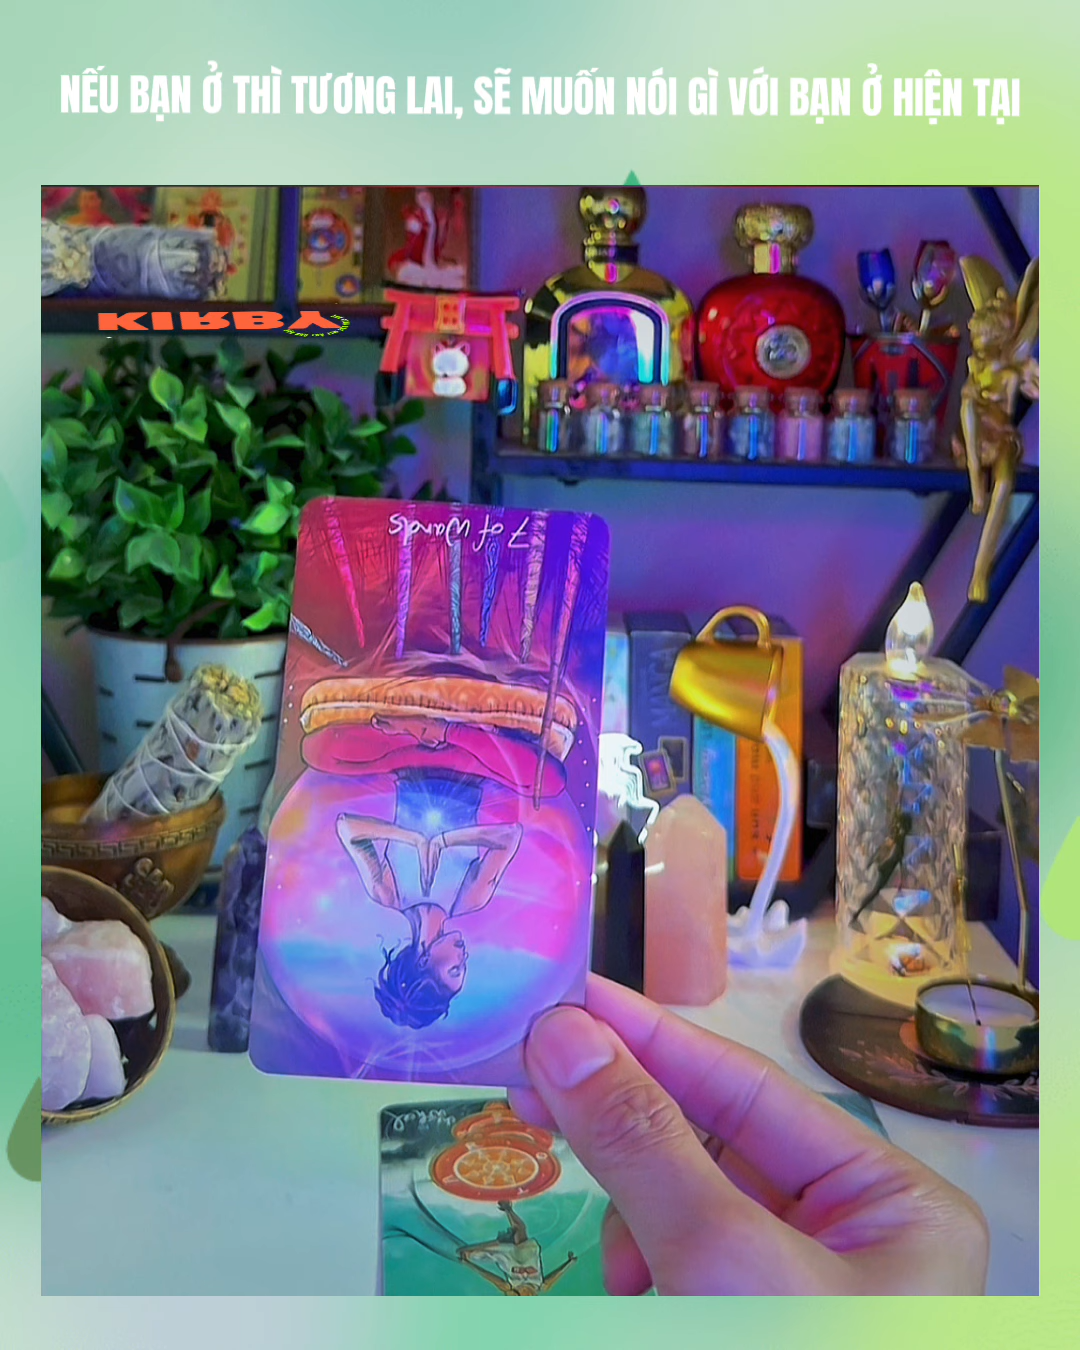 NẾU BẠN Ở THÌ TƯƠNG LAI, SẼ MUỐN NÓI GÌ VỚI BẠN Ở HIỆN TẠI
KIRBY
7 of Wands